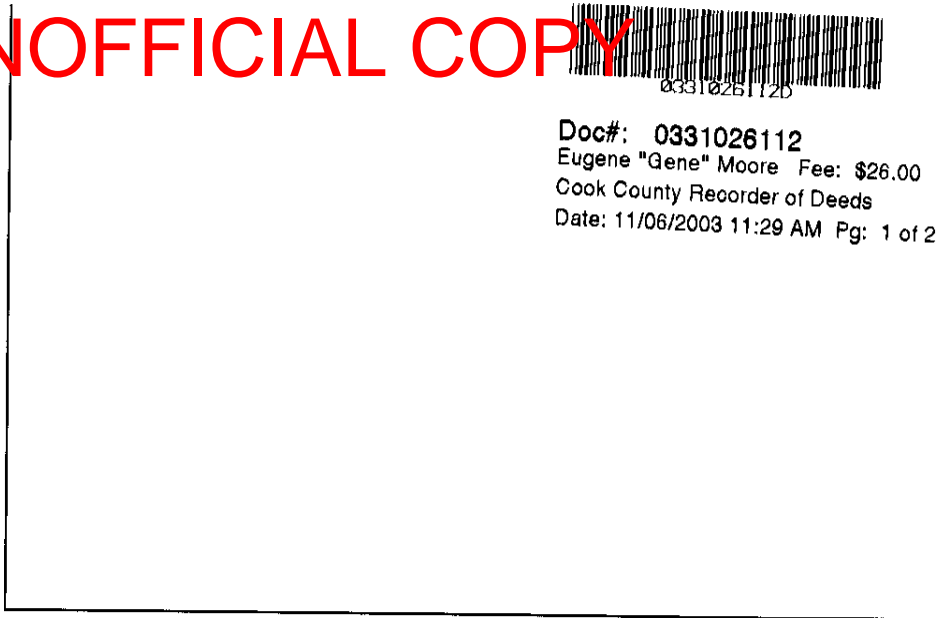 NOFFICIAL COPY
0331026112D
Doc#: 0331026112
Eugene "Gene" Moore Fee: $26.00
Cook County Recorder of Deeds
Date: 11/06/2003 11:29 AM Pg: 1 of 2